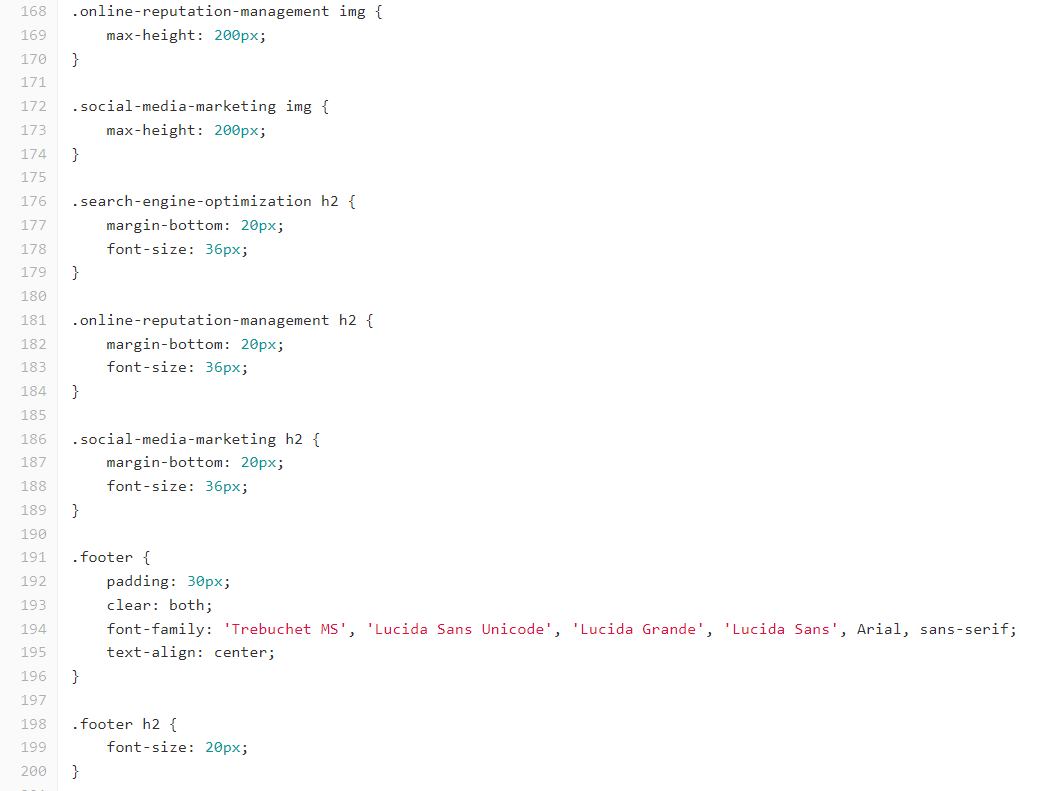 168 .online-reputation-management img {
169     max-height: 200px;
170 }
171
172 .social-media-marketing img {
173     max-height: 200px;
174 }
175
176 .search-engine-optimization h2 {
177     margin-bottom: 20px;
178     font-size: 36px;
179 }
180
181 .online-reputation-management h2 {
182     margin-bottom: 20px;
183     font-size: 36px;
184 }
185
186 .social-media-marketing h2 {
187     margin-bottom: 20px;
188     font-size: 36px;
189 }
190
191 .footer {
192     padding: 30px;
193     clear: both;
194     font-family: 'Trebuchet MS', 'Lucida Sans Unicode', 'Lucida Grande', 'Lucida Sans', Arial, sans-serif;
195     text-align: center;
196 }
197
198 .footer h2 {
199     font-size: 20px;
200 }